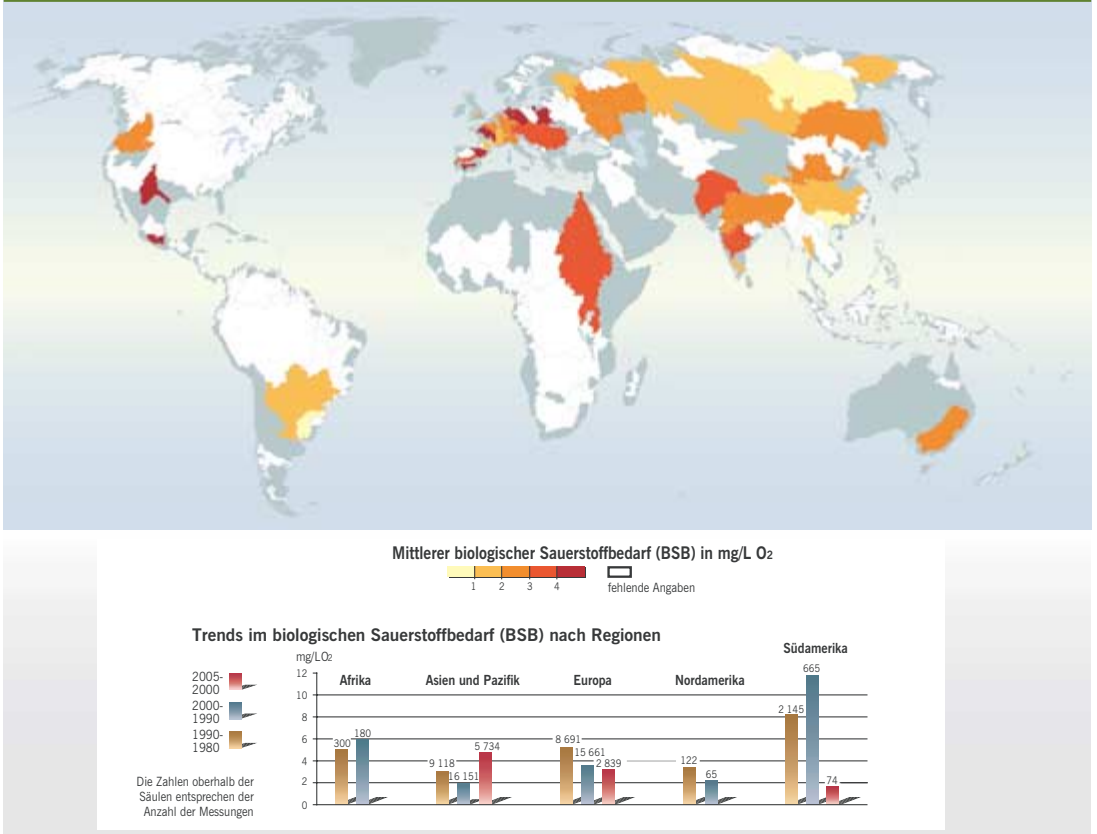 Mittlerer biologischer Sauerstoffbedarf (BSB) in mg/L O2
1 2 3 4
fehlende Angaben
Trends im biologischen Sauerstoffbedarf (BSB) nach Regionen
mg/LO2
2005-
2000
2000-
1990
1990-
1980
Die Zahlen oberhalb der
Säulen entsprechen der
Anzahl der Messungen
12
10
8
6
4
2
0
Afrika
300 180
Asien und Pazifik
9 118 16 151 5 734
Europa
8 691 15 661 2 839
Nordamerika
122 65
Südamerika
2 145 665 74